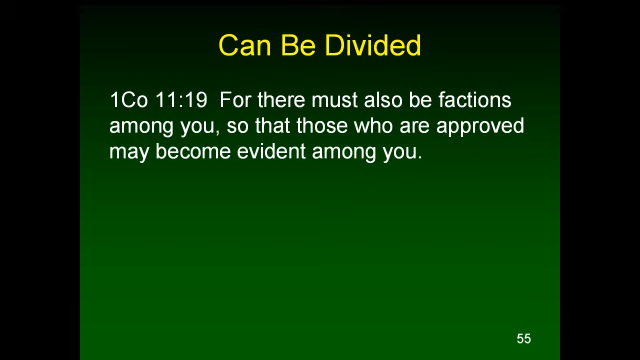 Can Be Divided
1Co 11:19  For there must also be factions
among you, so that those who are approved
may become evident among you.
55